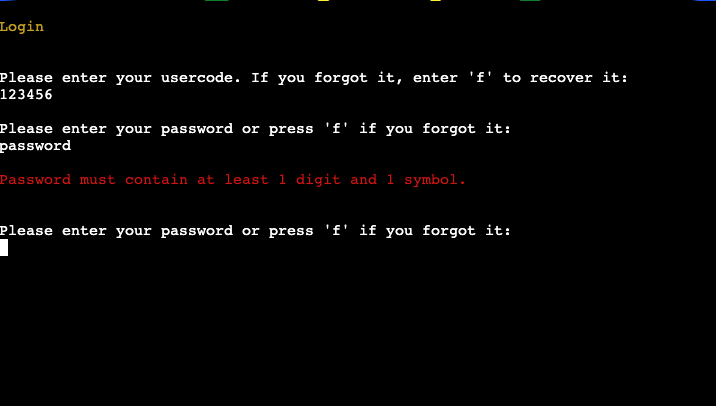 Login
Please enter your usercode. If you forgot it, enter 'f' to recover it:
123456
Please enter your password or press 'f' if you forgot it:
password
Password must contain at least 1 digit and 1 symbol.
Please enter your password or press 'f' if you forgot it: